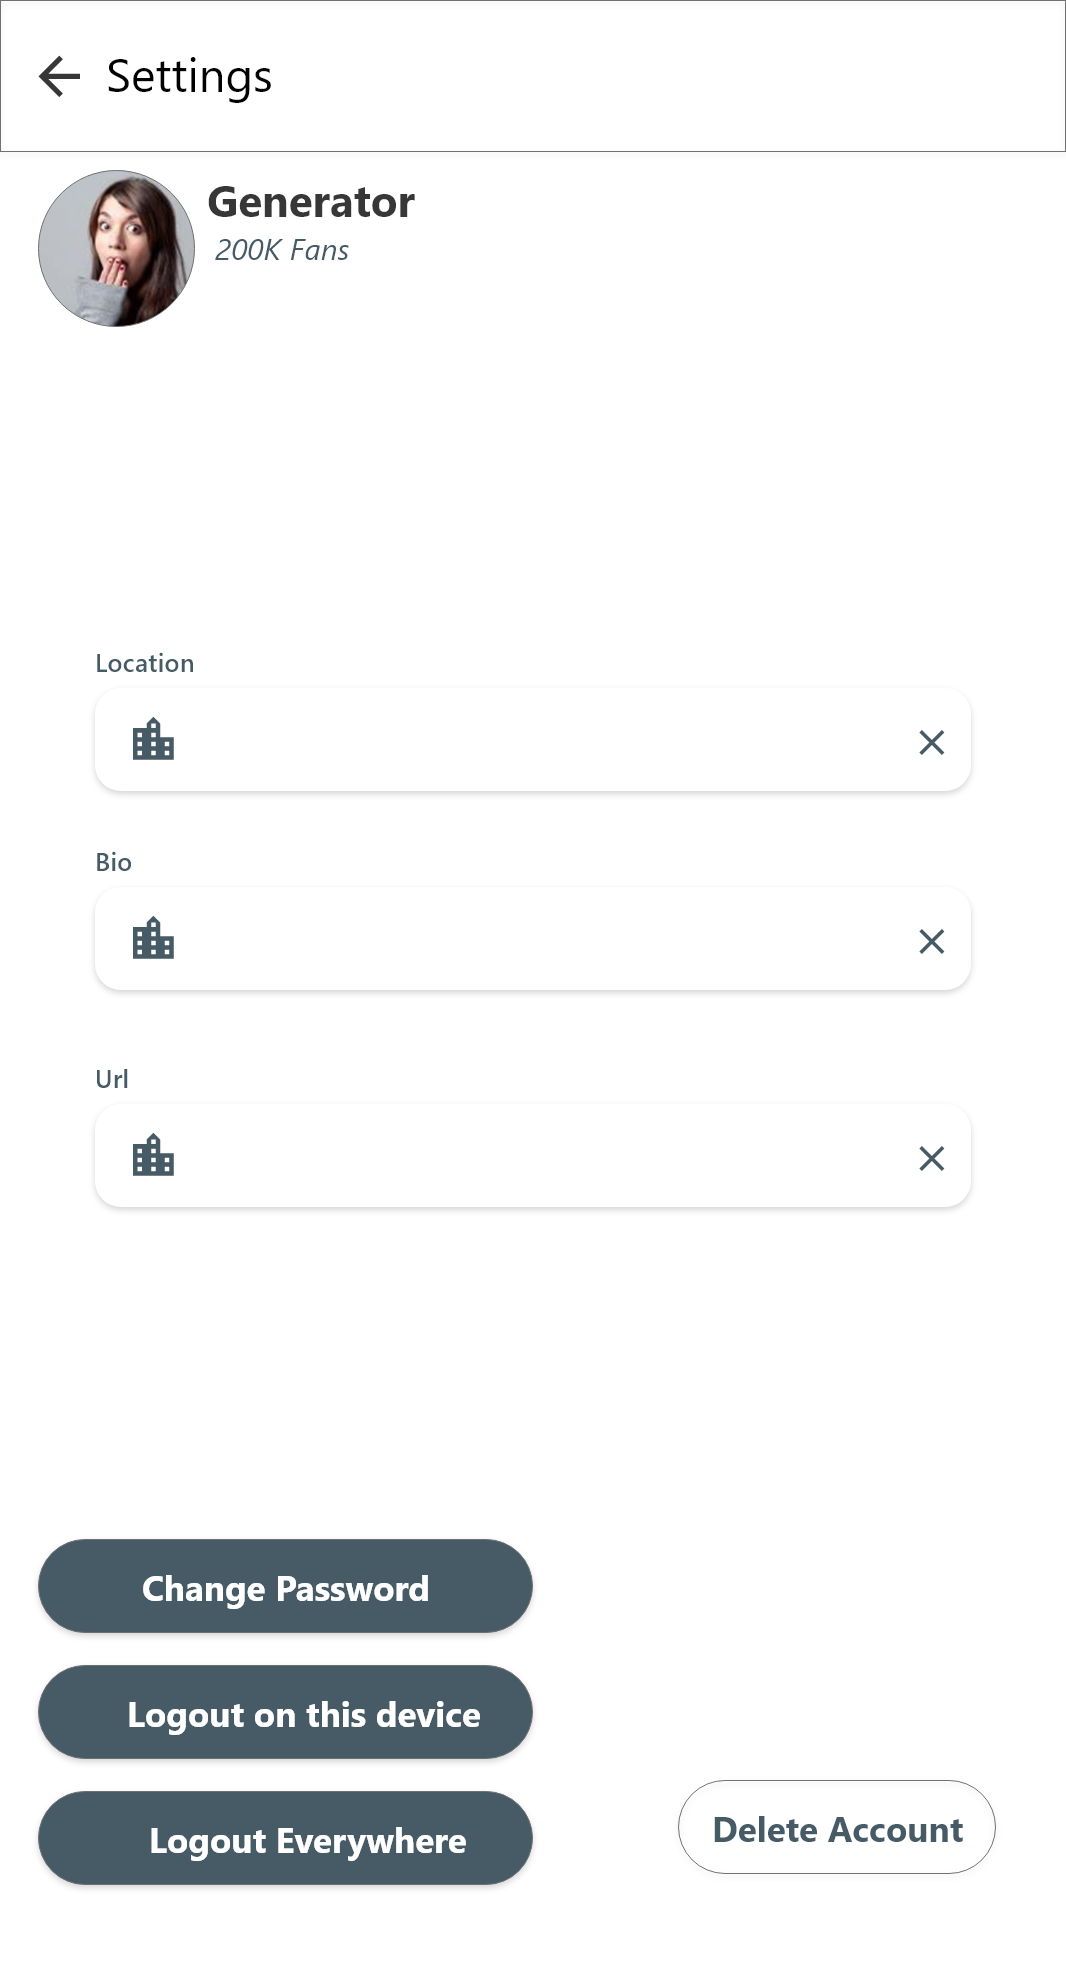 Settings
Generator
200K Fans
Location
Bio
Url
Change Password
Logout on this device
Logout Everywhere
Delete Account